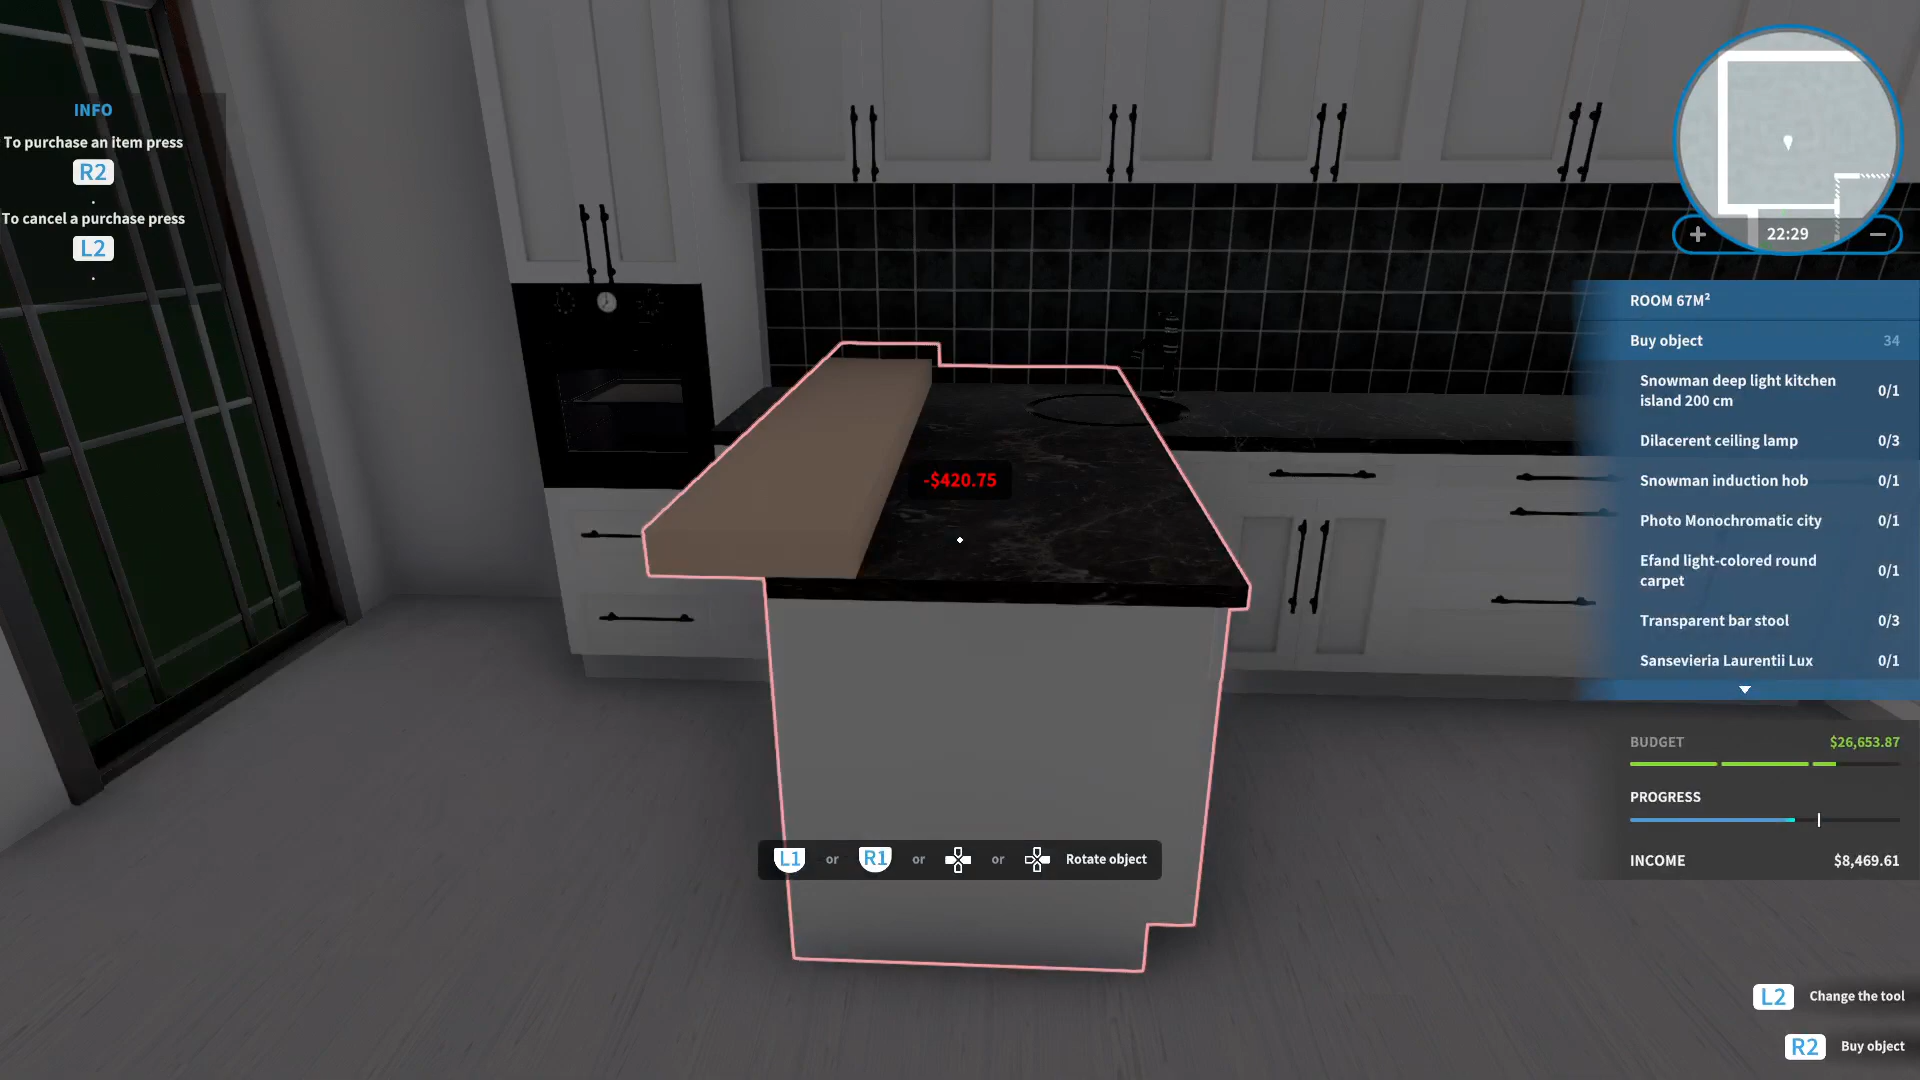 INFO
To purchase an item press
R2
.
To cancel a purchase press
L2
.
22:29
ROOM 67M²
Buy object 34
Snowman deep light kitchen
island 200 cm 0/1
Dilacerent ceiling lamp 0/3
Snowman induction hob 0/1
Photo Monochromatic city 0/1
Efand light-colored round
carpet 0/1
Transparent bar stool 0/3
Sansevieria Laurentii Lux 0/1
-$420.75
BUDGET $26,653.87
PROGRESS
INCOME $8,469.61
L1 or R1 or or Rotate object
L2 Change the tool
R2 Buy object